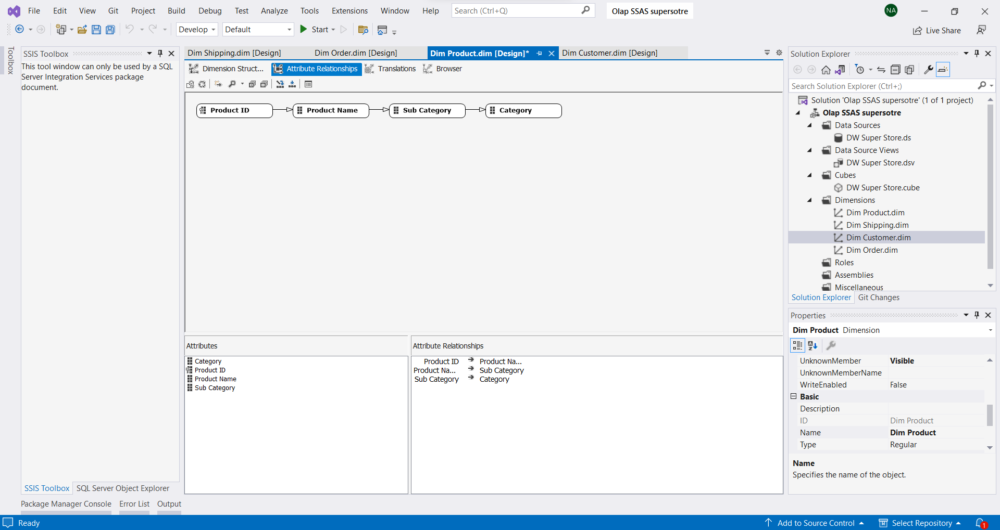 File Edit View Git Project Build Debug Test Analyze Tools Extensions Window Help Search (Ctrl+Q) Olap SSAS supersotre NA
Develop Default Start Live Share
Toolbox
SSIS Toolbox
This tool window can only be used by a SQL
Server Integration Services package
document.
SSIS Toolbox SQL Server Object Explorer
Dim Shipping.dim [Design] Dim Order.dim [Design] Dim Product.dim [Design]* Dim Customer.dim [Design]
Dimension Struct... Attribute Relationships Translations Browser
Product ID Product Name Sub Category Category
Attributes
Category
Product ID
Product Name
Sub Category
Attribute Relationships
Product ID Product Na...
Product Na... Sub Category
Sub Category Category
Solution Explorer
Search Solution Explorer (Ctrl+;)
Solution 'Olap SSAS supersotre' (1 of 1 project)
Olap SSAS supersotre
Data Sources
DW Super Store.ds
Data Source Views
DW Super Store.dsv
Cubes
DW Super Store.cube
Dimensions
Dim Product.dim
Dim Shipping.dim
Dim Customer.dim
Dim Order.dim
Roles
Assemblies
Miscellaneous
Solution Explorer Git Changes
Properties
Dim Product Dimension
UnknownMember Visible
UnknownMemberName
WriteEnabled False
Basic
Description
ID Dim Product
Name Dim Product
Type Regular
Name
Specifies the name of the object.
Package Manager Console Error List Output
Ready Add to Source Control Select Repository 1